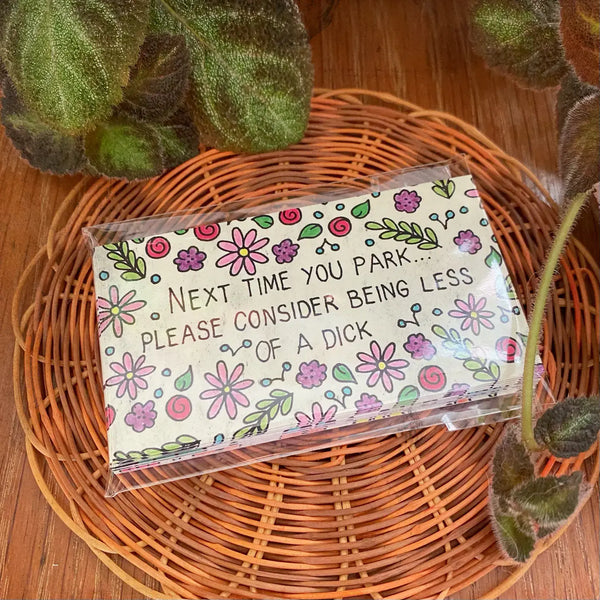 NEXT TIME YOU PARK...
PLEASE CONSIDER BEING LESS
OF A DICK